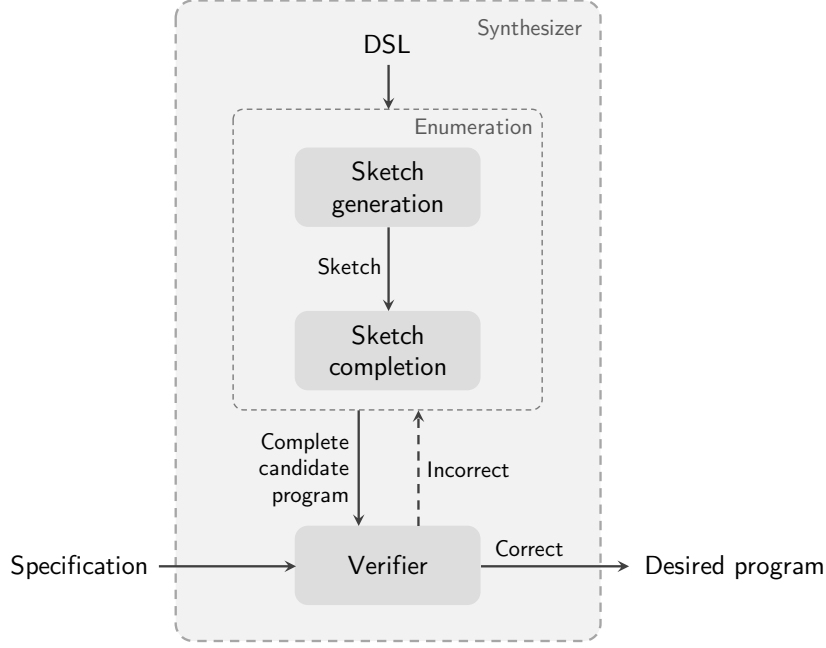 Synthesizer
DSL
Enumeration
Sketch
generation
Sketch
Sketch
completion
Complete
candidate
program
Incorrect
Specification
Verifier
Correct
Desired program